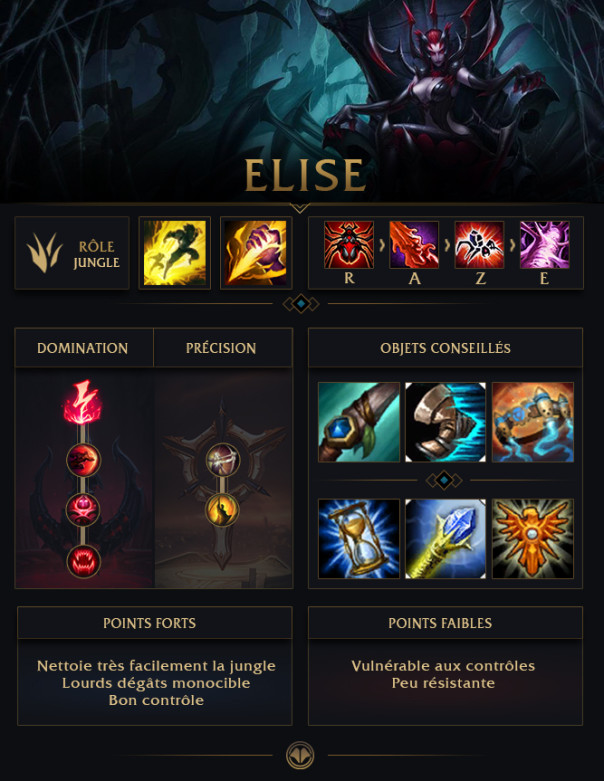 ELISE
RÔLE
JUNGLE
R A Z E
DOMINATION
PRÉCISION
OBJETS CONSEILLÉS
POINTS FORTS
Nettoie très facilement la jungle
Lourds dégâts monocible
Bon contrôle
POINTS FAIBLES
Vulnérable aux contrôles
Peu résistante